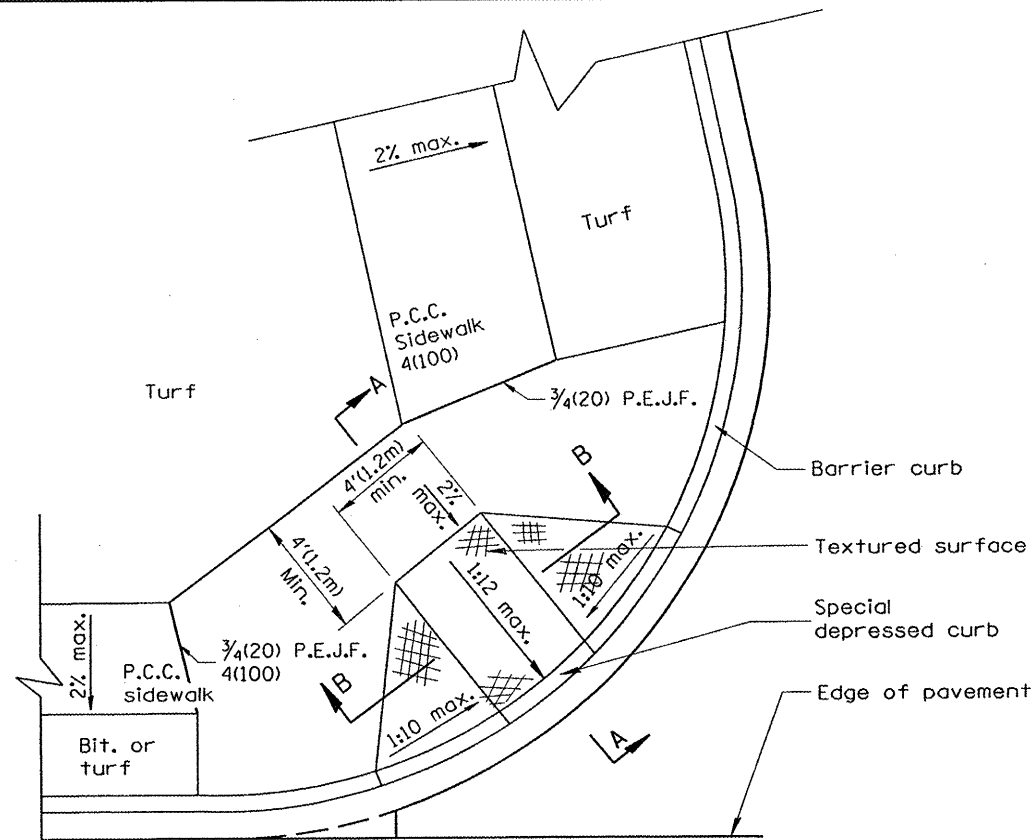 2% max.
Turf
P.C.C.
Sidewalk
4(100)
Turf
A
3/4(20) P.E.J.F.
B
Barrier curb
4'(1.2m)
min.
2%
max.
4'(1.2m)
Min.
Textured surface
1:10 max.
1:12 max.
Special
depressed curb
3/4(20) P.E.J.F.
4(100)
2% max.
P.C.C.
sidewalk
B
Edge of pavement
1:10 max.
A
Bit. or
turf